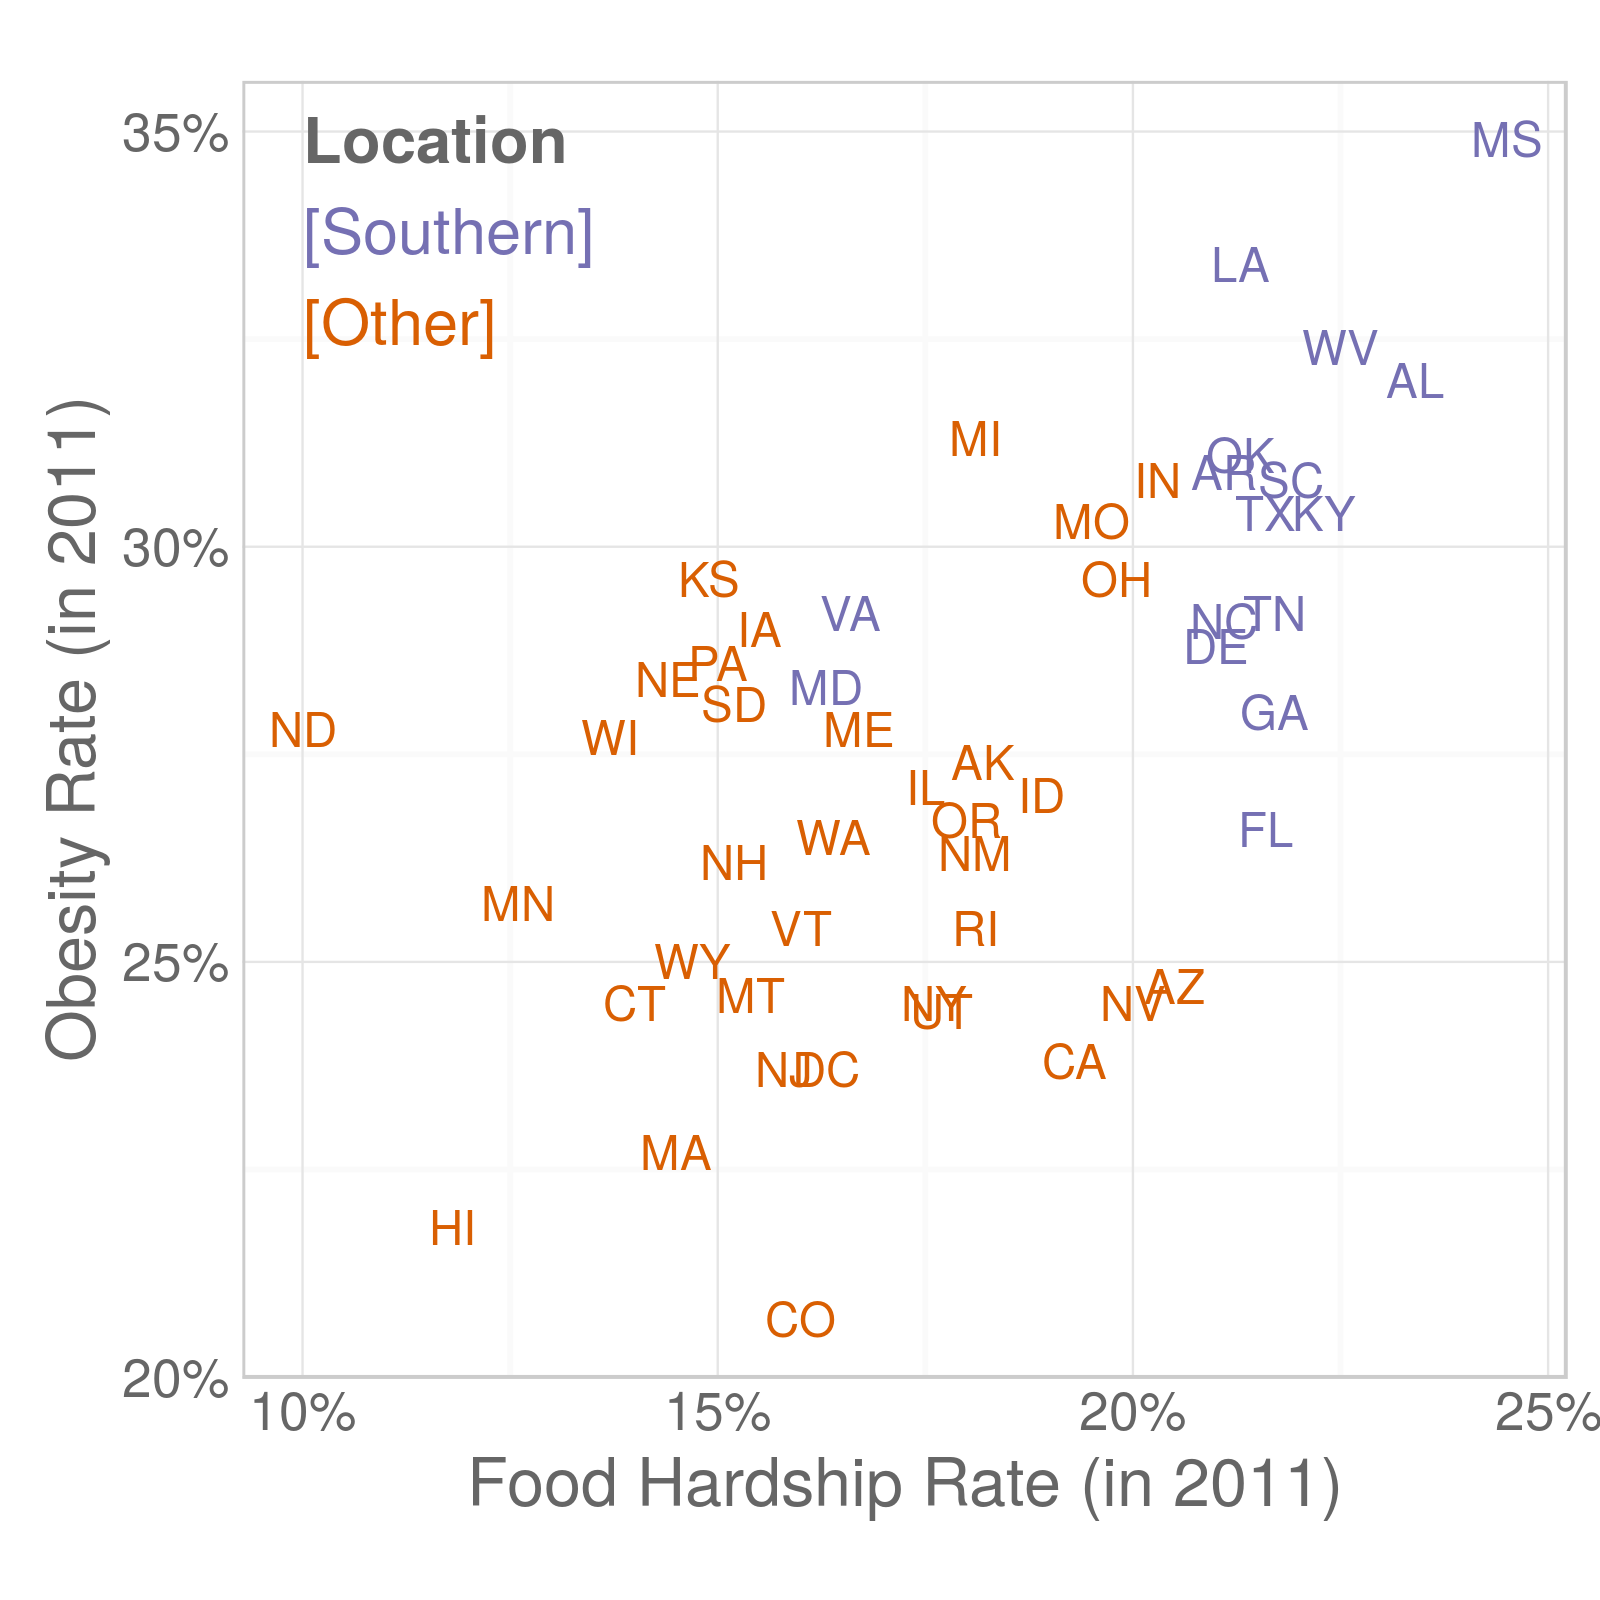 35%
Location
MS
[Southern]
LA
[Other]
WV
AL
MI
OK
AR
SC
IN
TX
KY
MO
30%
KS
OH
VA
TN
NC
IA
DE
PA
NE
MD
SD
GA
ND
WI
ME
AK
IL
ID
OR
FL
WA
NM
NH
MN
VT
RI
25%
WY
AZ
MT
CT
NY
NV
UT
CA
NJ
DC
MA
HI
CO
20%
10%
15%
20%
25%
Food Hardship Rate (in 2011)
Obesity Rate (in 2011)